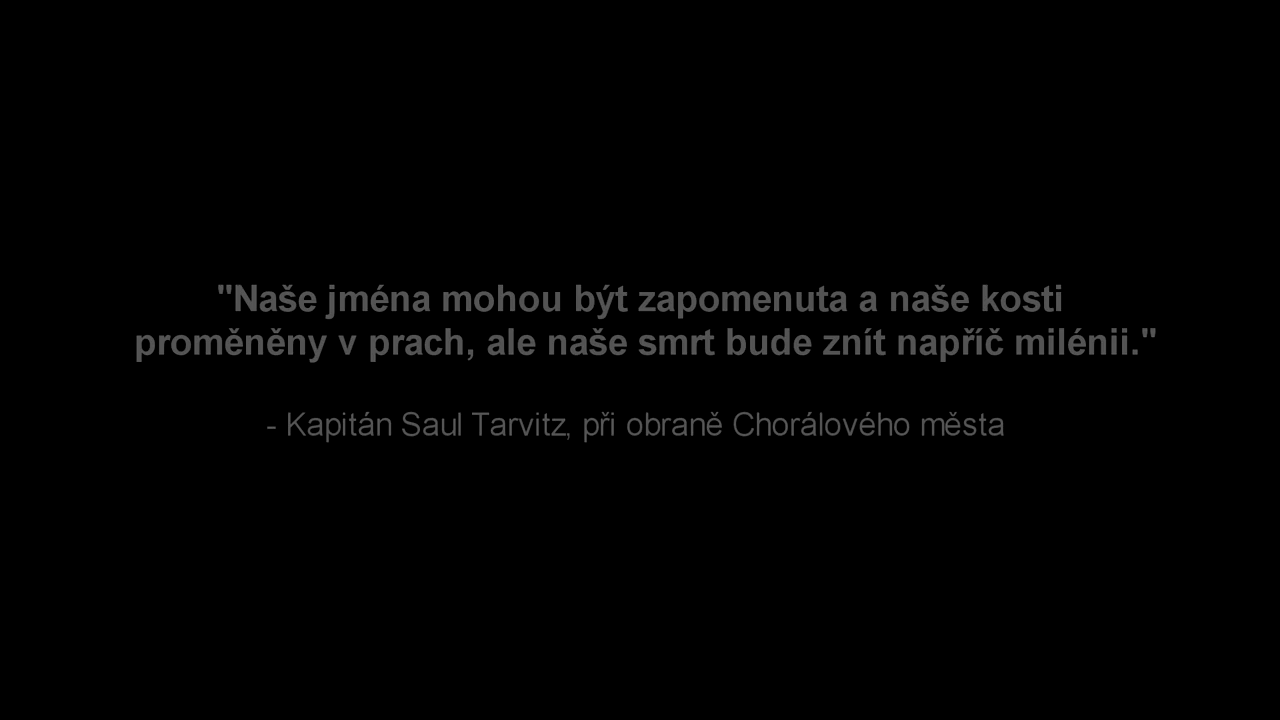 "Naše jména mohou být zapomenuta a naše kosti
proměněny v prach, ale naše smrt bude znít napříč milénii."
- Kapitán Saul Tarvitz, při obraně Chorálového města